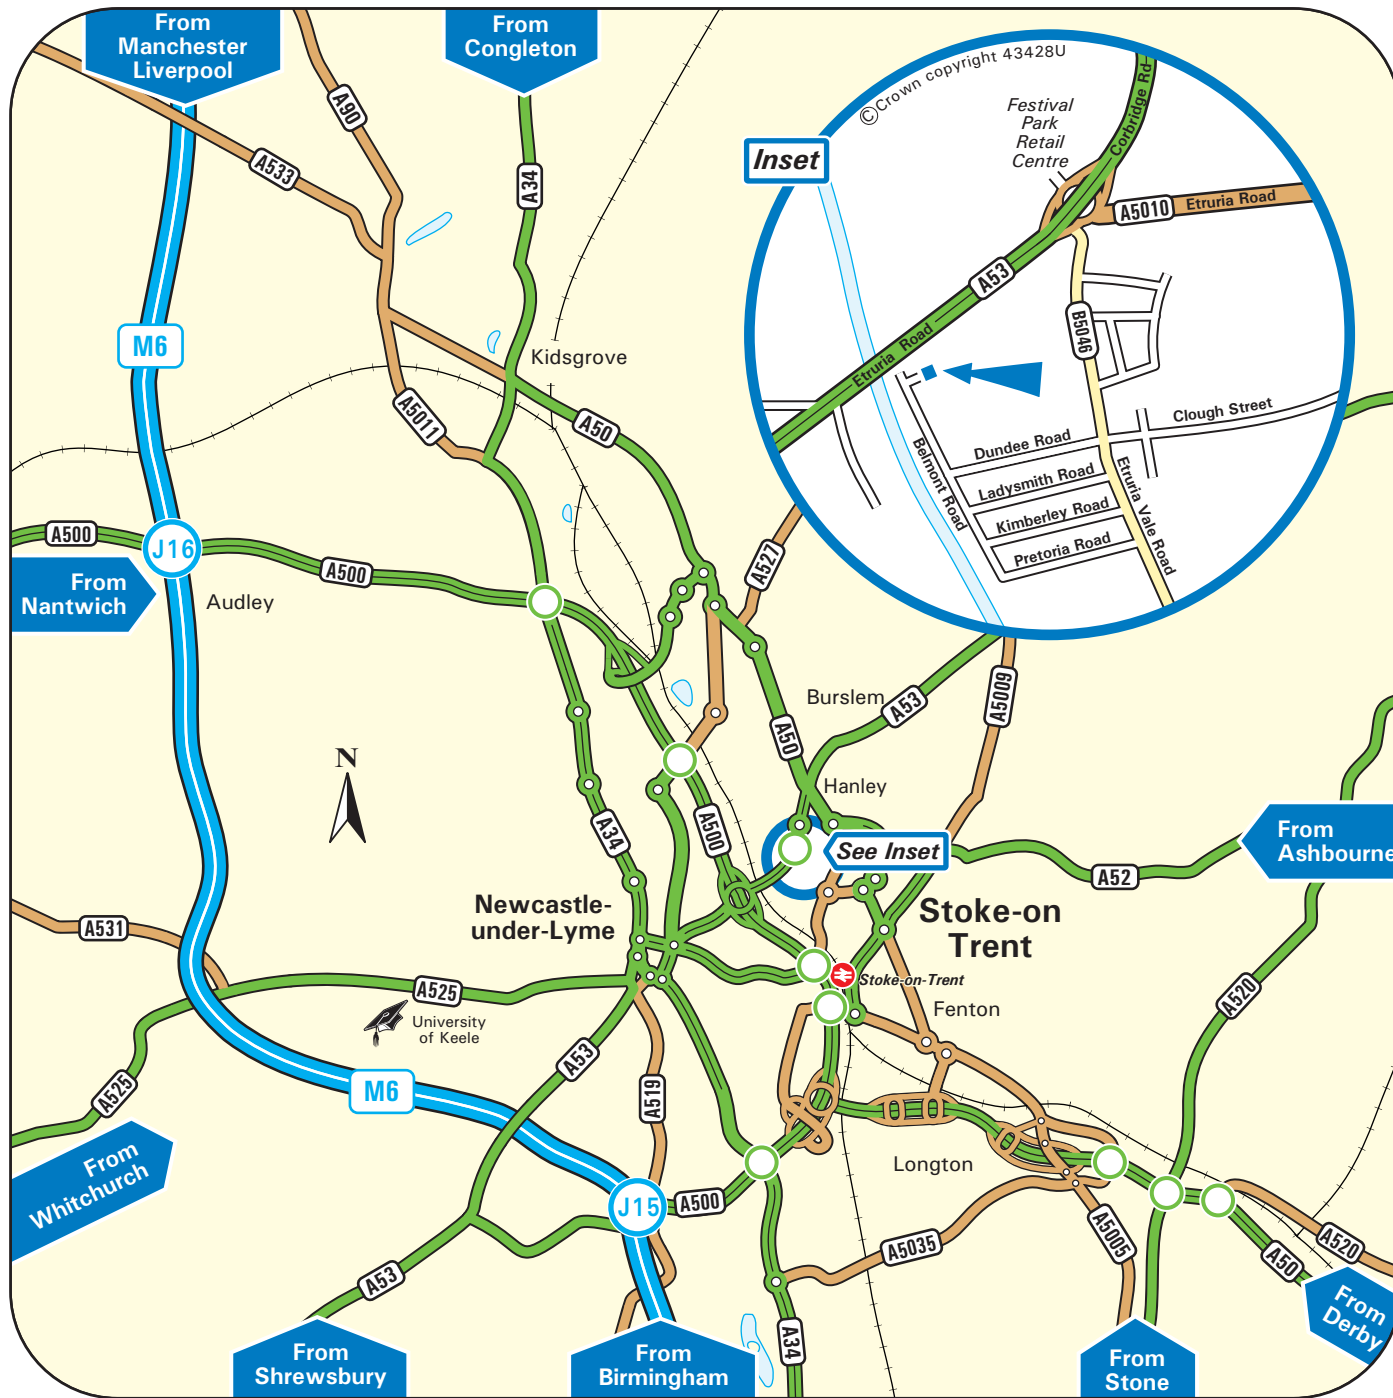 From
Manchester
Liverpool
From
Congleton
©Crown copyright 43428U
Festival
Park
Retail
Centre
Corbridge Rd
Inset
A5010
Etruria Road
A53
Etruria Road
B5046
Clough Street
Dundee Road
Ladysmith Road
Kimberley Road
Pretoria Road
Belmont Road
Etruria Vale Road
A90
A533
A34
M6
Kidsgrove
A5011
A50
A500
J16
A500
From
Nantwich
Audley
A527
Burslem
A53
A5009
A50
N
Hanley
A34
A500
See Inset
From
Ashbourne
A52
Newcastle-
under-Lyme
Stoke-on
Trent
A531
Stoke-on-Trent
A525
University
of Keele
Fenton
A520
A53
A525
M6
A519
From
Whitchurch
Longton
J15
A500
A5035
A5005
A520
A50
A53
From
Derby
A34
From
Shrewsbury
From
Birmingham
From
Stone